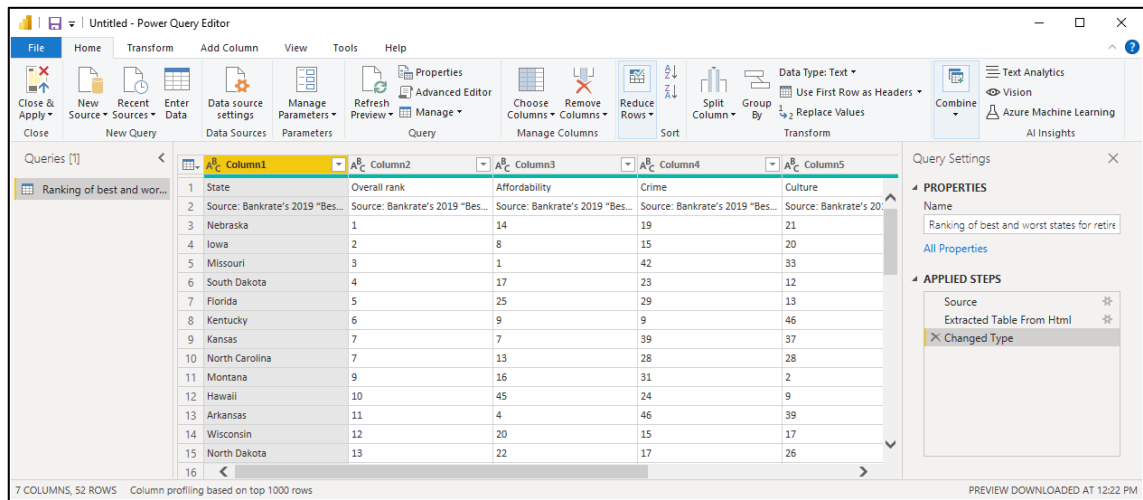 Untitled - Power Query Editor
File Home Transform Add Column View Tools Help
Close & Apply
New Source
Recent Sources
Enter Data
Data source settings
Manage Parameters
Refresh Preview
Properties
Advanced Editor
Manage
Choose Columns
Remove Columns
Reduce Rows
Split Column
Group By
Data Type: Text
Use First Row as Headers
Replace Values
Combine
Text Analytics
Vision
Azure Machine Learning
Close New Query Data Sources Parameters Query Manage Columns Sort Transform AI Insights
Queries [1]
Ranking of best and wor...
Column1 Column2 Column3 Column4 Column5
1 State Overall rank Affordability Crime Culture
2 Source: Bankrate's 2019 "Bes... Source: Bankrate's 2019 "Bes... Source: Bankrate's 2019 "Bes... Source: Bankrate's 2019 "Bes... Source: Bankrate's 20
3 Nebraska 1 14 19 21
4 Iowa 2 8 15 20
5 Missouri 3 1 42 33
6 South Dakota 4 17 23 12
7 Florida 5 25 29 13
8 Kentucky 6 9 9 46
9 Kansas 7 7 39 37
10 North Carolina 7 13 28 28
11 Montana 9 16 31 2
12 Hawaii 10 45 24 9
13 Arkansas 11 4 46 39
14 Wisconsin 12 20 15 17
15 North Dakota 13 22 17 26
16
Query Settings
PROPERTIES
Name
Ranking of best and worst states for retire
All Properties
APPLIED STEPS
Source
Extracted Table From Html
Changed Type
7 COLUMNS, 52 ROWS Column profiling based on top 1000 rows PREVIEW DOWNLOADED AT 12:22 PM